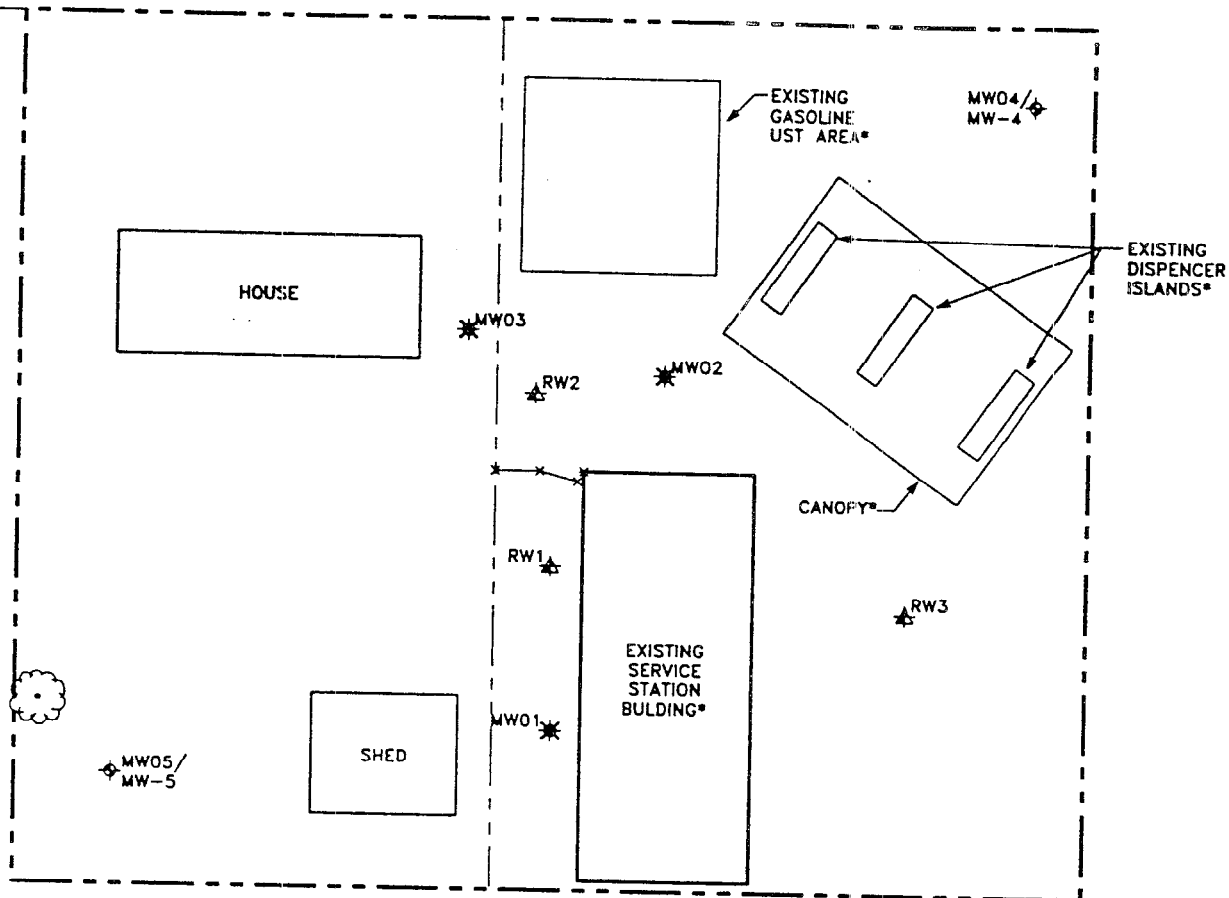 EXISTING
GASOLINE
UST AREA*
MW04/
MW-4
EXISTING
DISPENCER
ISLANDS*
HOUSE
MW03
MW02
RW2
CANOPY*
RW1
RW3
EXISTING
SERVICE
STATION
BULDING*
MW01
SHED
MW05/
MW-5